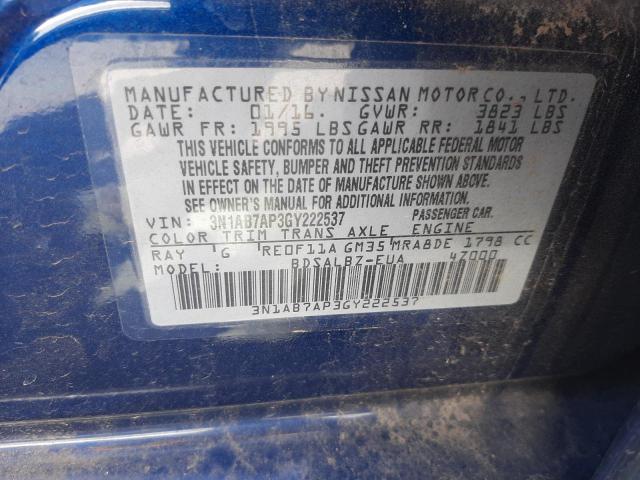 MANUFACTURED BY NISSAN MOTOR CO., LTD.
DATE: 01/16. GVWR: 3823 LBS
GAWR FR: 1995 LBS GAWR RR: 1841 LBS
THIS VEHICLE CONFORMS TO ALL APPLICABLE FEDERAL MOTOR
VEHICLE SAFETY, BUMPER AND THEFT PREVENTION STANDARDS
IN EFFECT ON THE DATE OF MANUFACTURE SHOWN ABOVE.
SEE OWNER'S MANUAL FOR ADDITIONAL INFORMATION.
VIN: 3N1AB7AP3GY222537 PASSENGER CAR.
COLOR TRIM TRANS AXLE ENGINE
RAY G RE0F11A GM35 MRA8DE 1798 CC
MODEL: BDSALBZ-EUA 47000
3N1AB7AP3GY222537